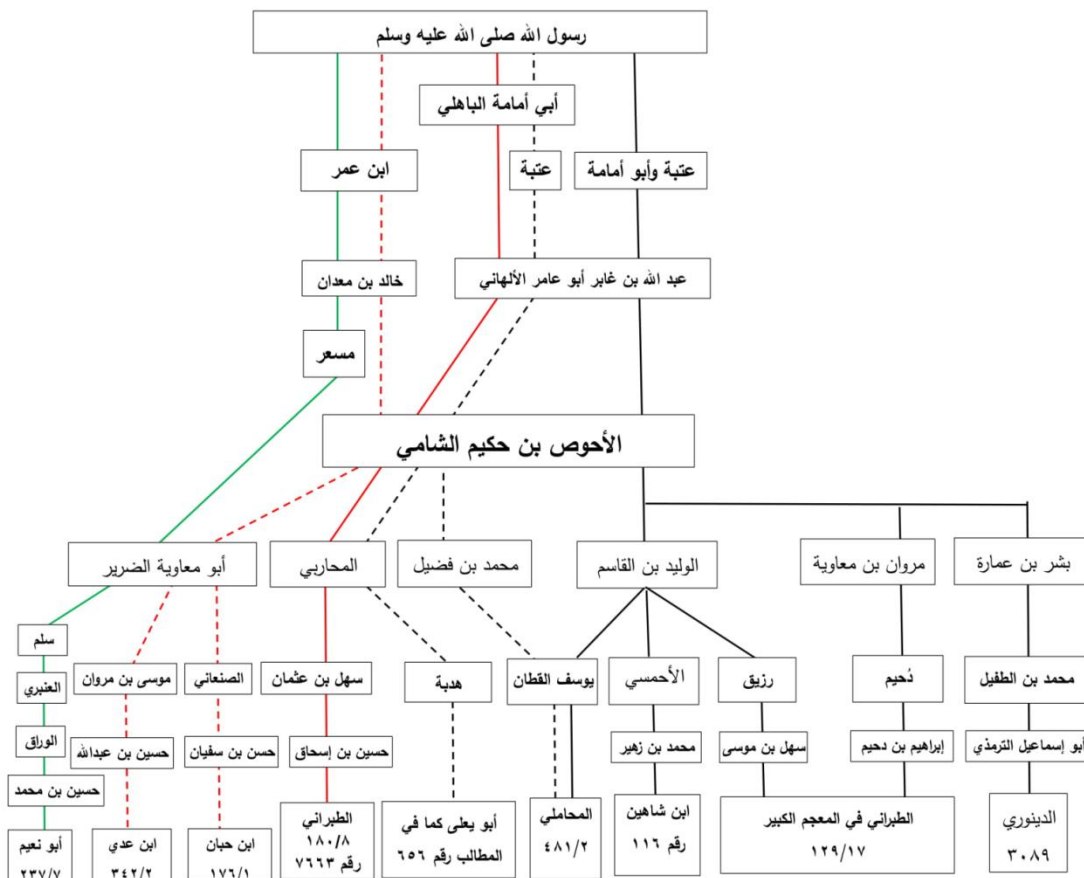 رسول الله صلى الله عليه وسلم
أبي أمامة الباهلي
عتبة وأبو أمامة
عتبة
ابن عمر
عبد الله بن غابر أبو عامر الألهاني
خالد بن معدان
مسعر
الأحوص بن حكيم الشامي
بشر بن عمارة
مروان بن معاوية
الوليد بن القاسم
محمد بن فضيل
المحاربي
أبو معاوية الضرير
سلم
محمد بن الطفيل
دُحيم
رزيق
الأحمسي
يوسف القطان
هدبة
سهل بن عثمان
الصنعاني
موسى بن مروان
العنبري
أبو إسماعيل الترمذي
إبراهيم بن دحيم
سهل بن موسى
محمد بن زهير
حسين بن إسحاق
حسن بن سفيان
حسين بن عبدالله
الوراق
حسين بن محمد
الدينوري
٣٠٨٩
الطبراني في المعجم الكبير
١٢٩/١٧
ابن شاهين
رقم ١١٦
المحاملي
٤٨١/٢
أبو يعلى كما في
المطالب رقم ٦٥٦
الطبراني
١٨٠/٨
رقم ٧٦٦٣
ابن حبان
١٧٦/١
ابن عدي
٣٤٢/٢
أبو نعيم
٢٣٧/٧